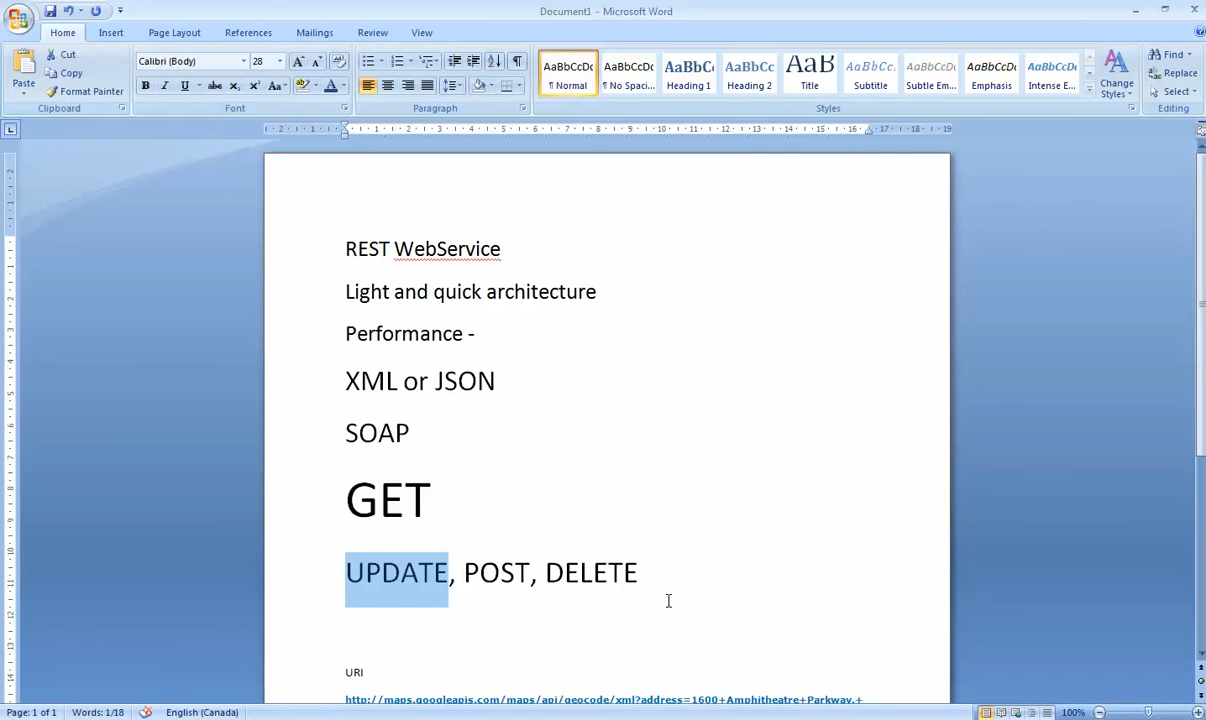 Document1 - Microsoft Word
Home Insert Page Layout References Mailings Review View
Paste
Cut
Copy
Format Painter
Clipboard
Calibri (Body) 28
Font
Paragraph
AaBbCcDc AaBbCcDc AaBbC AaBbCc AaB AaBbCc. AaBbCcDc AaBbCcDc AaBbCcDc
¶ Normal ¶ No Spaci... Heading 1 Heading 2 Title Subtitle Subtle Em... Emphasis Intense E...
Change Styles
Styles
Find
Replace
Select
Editing
REST WebService
Light and quick architecture
Performance -
XML or JSON
SOAP
GET
UPDATE, POST, DELETE
URI
http://maps.googleapis.com/maps/api/geocode/xml?address=1600+Amphitheatre+Parkway,+
Page: 1 of 1 Words: 1/18 English (Canada) 100%